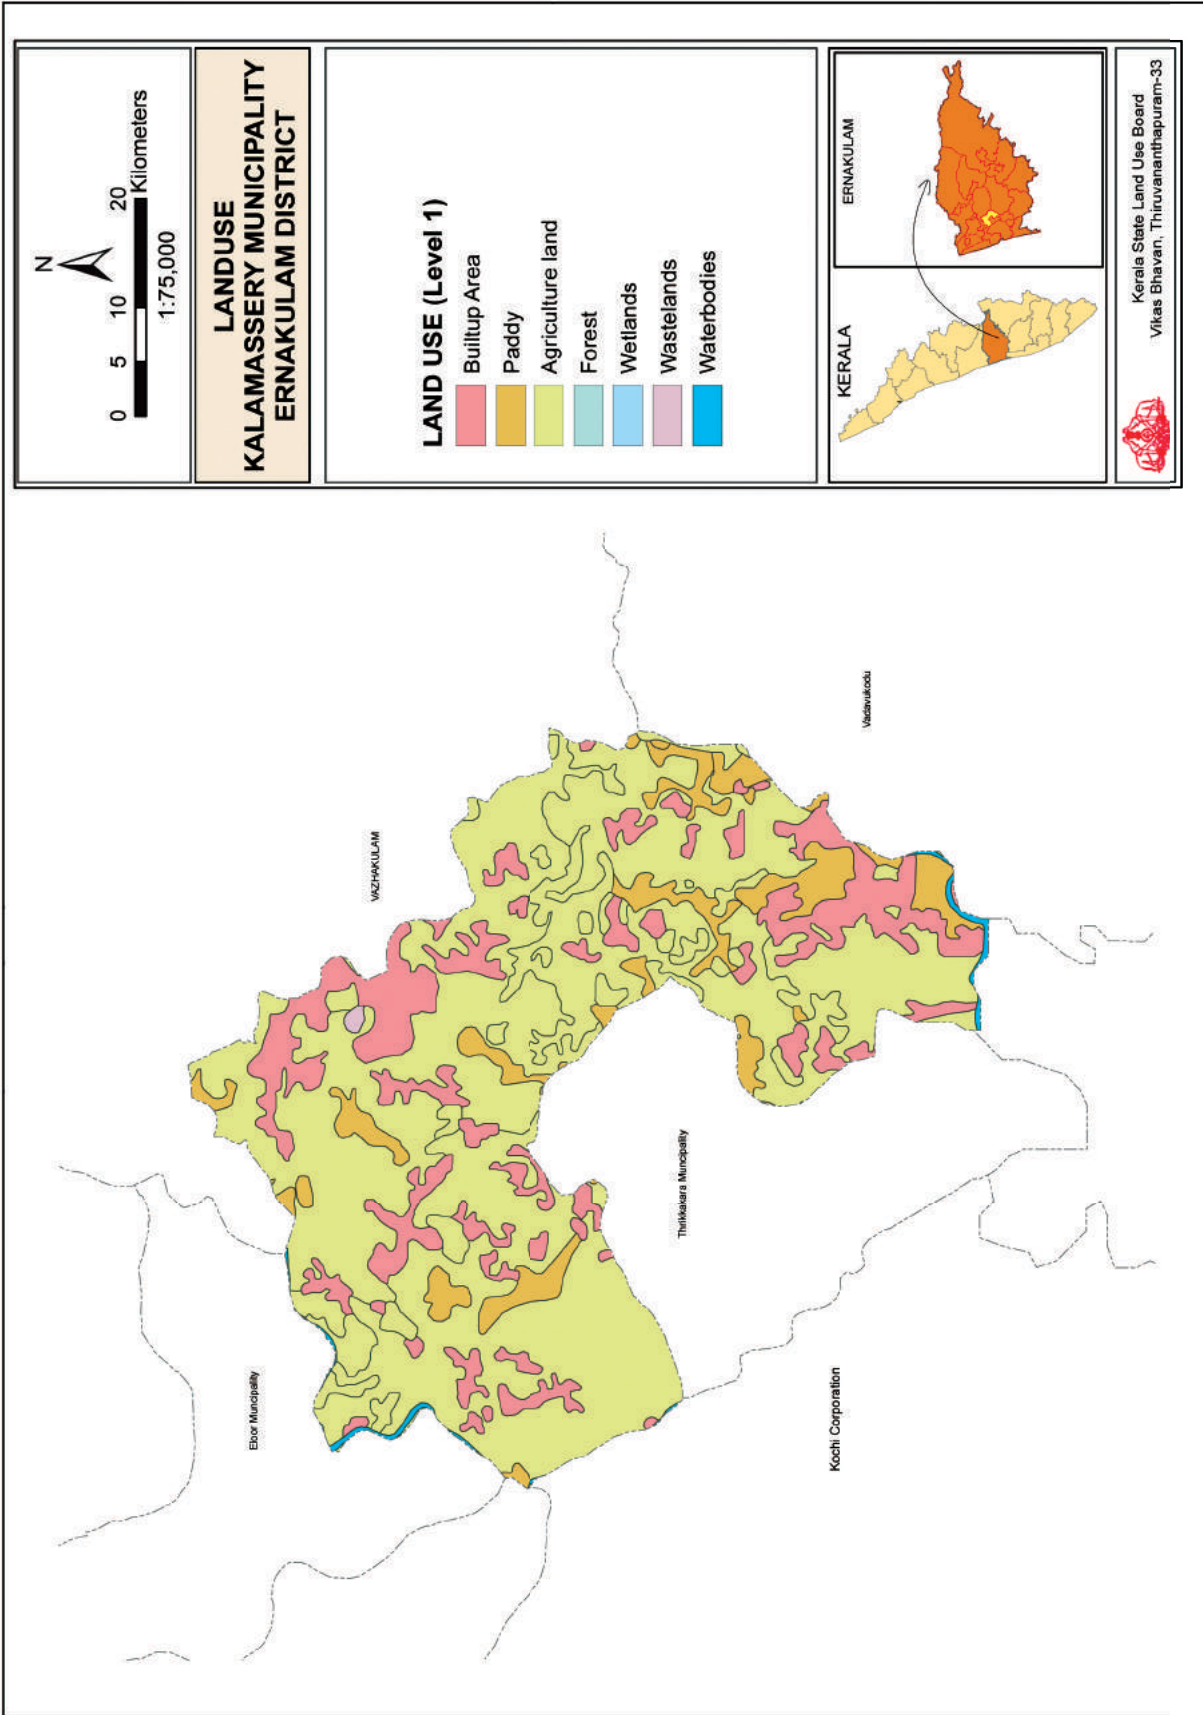 N
0 5 10 20
Kilometers
1:75,000
LANDUSE
KALAMASSERY MUNICIPALITY
ERNAKULAM DISTRICT
LAND USE (Level 1)
Builtup Area
Paddy
Agriculture land
Forest
Wetlands
Wastelands
Waterbodies
KERALA
ERNAKULAM
Kerala State Land Use Board
Vikas Bhavan, Thiruvananthapuram-33
VAZHAKULAM
Eloor Muncipality
Thrikkakara Muncipality
Vadavukodu
Kochi Corporation